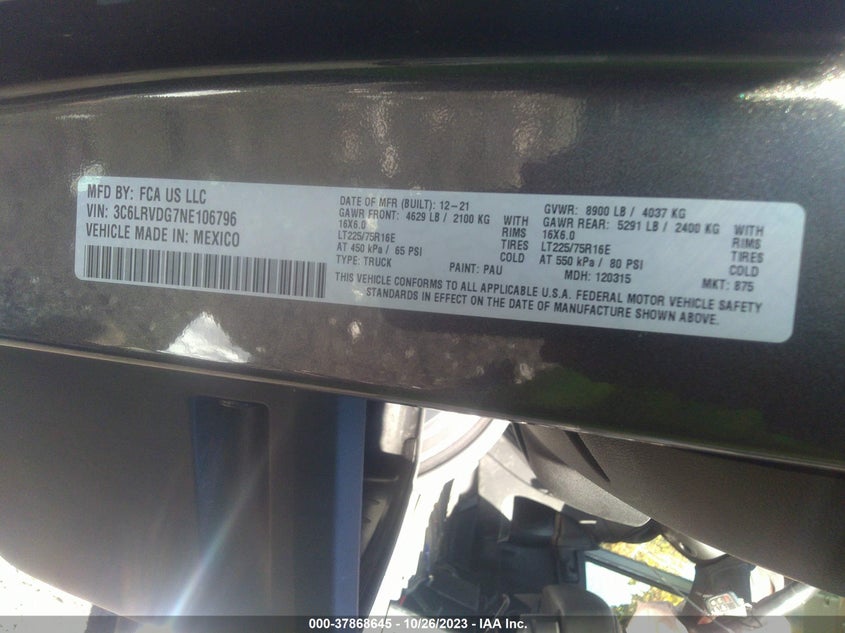 MFD BY: FCA US LLC
VIN: 3C6LRVDG7NE106796
VEHICLE MADE IN: MEXICO
DATE OF MFR (BUILT): 12-21
GAWR FRONT: 4629 LB / 2100 KG WITH
16X6.0 RIMS
LT225/75R16E TIRES
AT 450 kPa / 65 PSI COLD
TYPE: TRUCK PAINT: PAU
GVWR: 8900 LB / 4037 KG
GAWR REAR: 5291 LB / 2400 KG WITH
16X6.0 RIMS
LT225/75R16E TIRES
AT 550 kPa / 80 PSI COLD
MDH: 120315 MKT: 875
THIS VEHICLE CONFORMS TO ALL APPLICABLE U.S.A. FEDERAL MOTOR VEHICLE SAFETY
STANDARDS IN EFFECT ON THE DATE OF MANUFACTURE SHOWN ABOVE.
000-37868645 - 10/26/2023 - IAA Inc.